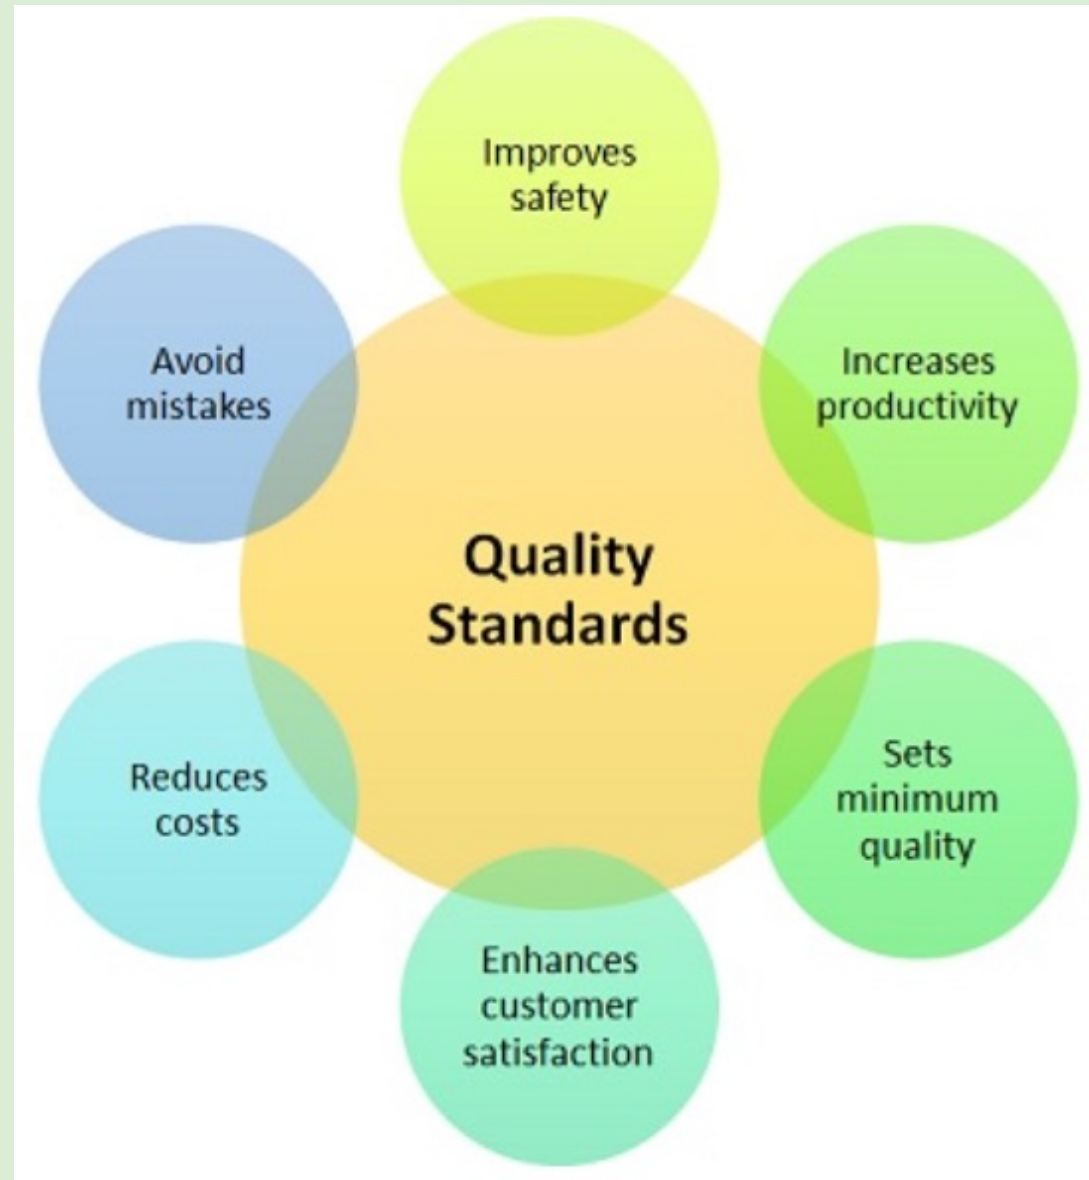 Improves
safety
Avoid
mistakes
Increases
productivity
Quality
Standards
Reduces
costs
Sets
minimum
quality
Enhances
customer
satisfaction